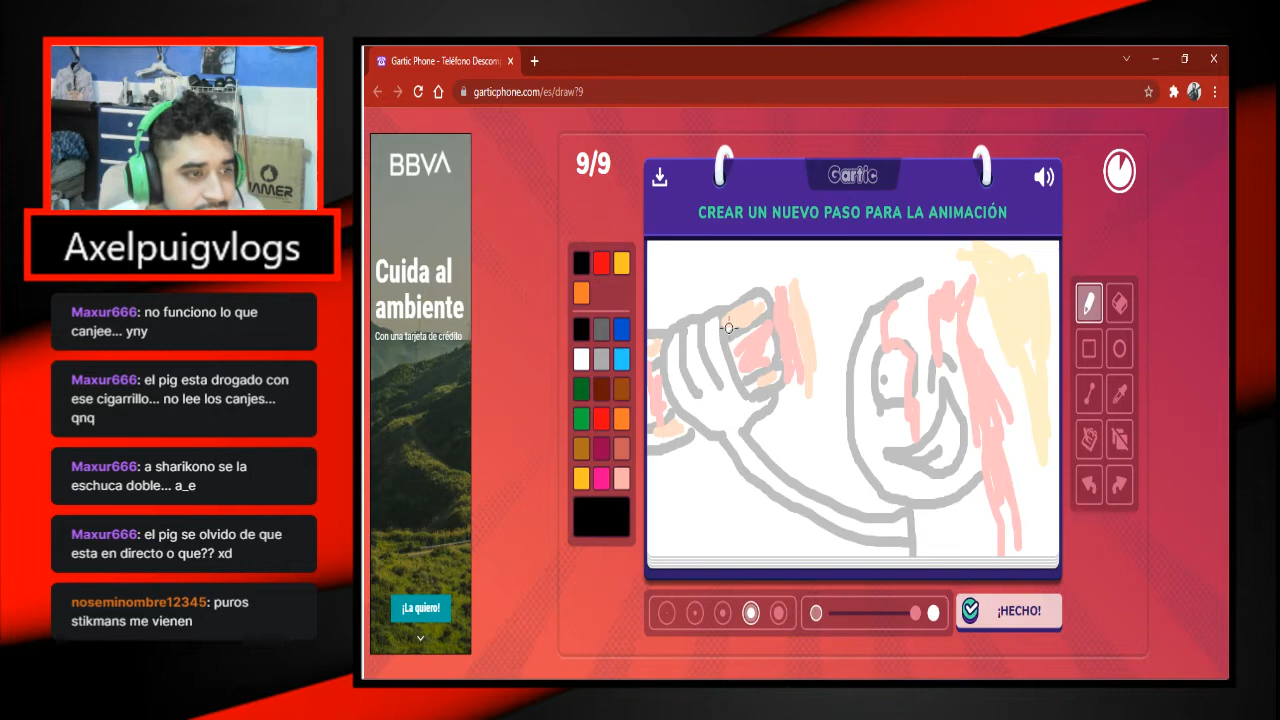 Axelpuigvlogs
Maxur666: no funciono lo que
canjee... yny
Maxur666: el pig esta drogado con
ese cigarrillo... no lee los canjes...
qnq
Maxur666: a sharikono se la
eschuca doble... a_e
Maxur666: el pig se olvido de que
esta en directo o que?? xd
noseminombre12345: puros
stikmans me vienen
Gartic Phone - Teléfono Descom
garticphone.com/es/draw?9
BBVA
Cuida al
ambiente
Con una tarjeta de crédito
¡La quiero!
9/9
Gartic
CREAR UN NUEVO PASO PARA LA ANIMACIÓN
¡HECHO!